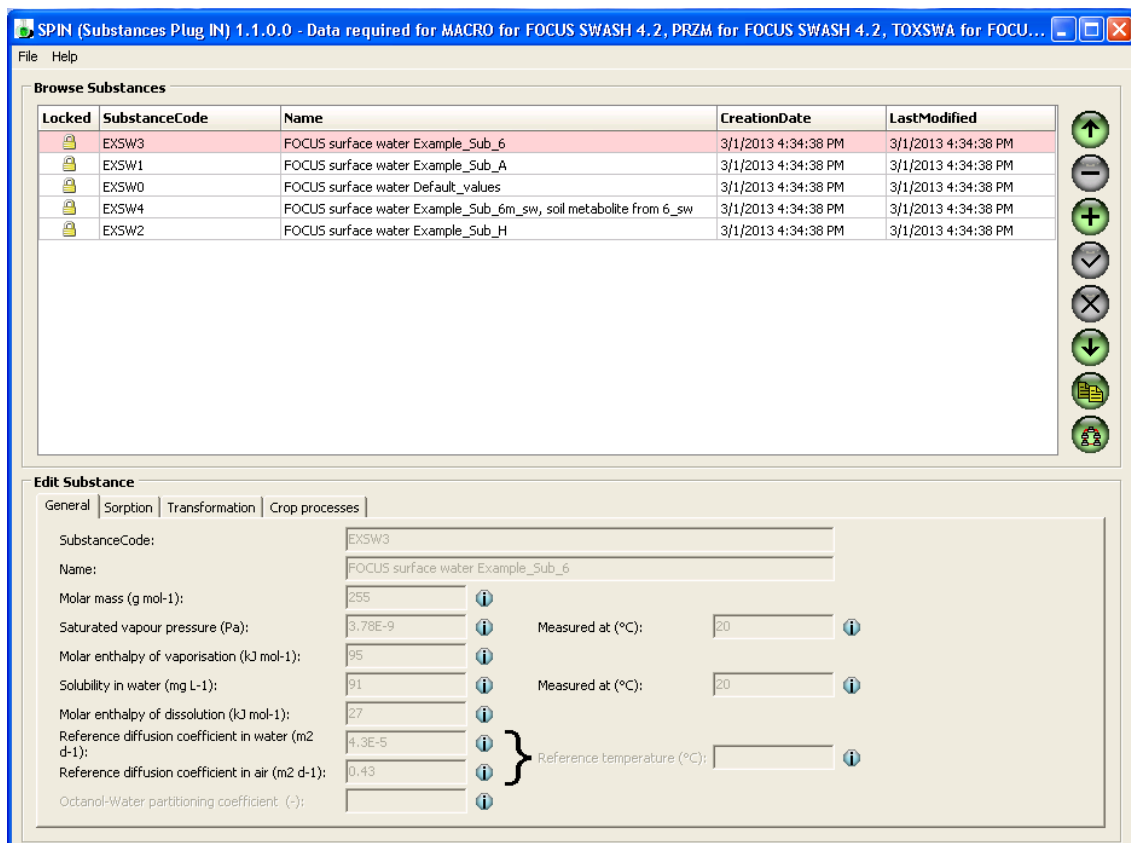 SPIN (Substances Plug IN) 1.1.0.0 - Data required for MACRO for FOCUS SWASH 4.2, PRZM for FOCUS SWASH 4.2, TOXSWA for FOCU...
File Help
Browse Substances
Locked SubstanceCode Name CreationDate LastModified
EXSW3 FOCUS surface water Example_Sub_6 3/1/2013 4:34:38 PM 3/1/2013 4:34:38 PM
EXSW1 FOCUS surface water Example_Sub_A 3/1/2013 4:34:38 PM 3/1/2013 4:34:38 PM
EXSW0 FOCUS surface water Default_values 3/1/2013 4:34:38 PM 3/1/2013 4:34:38 PM
EXSW4 FOCUS surface water Example_Sub_6m_sw, soil metabolite from 6_sw 3/1/2013 4:34:38 PM 3/1/2013 4:34:38 PM
EXSW2 FOCUS surface water Example_Sub_H 3/1/2013 4:34:38 PM 3/1/2013 4:34:38 PM
Edit Substance
General Sorption Transformation Crop processes
SubstanceCode: EXSW3
Name: FOCUS surface water Example_Sub_6
Molar mass (g mol-1): 255
Saturated vapour pressure (Pa): 3.78E-9 Measured at (°C): 20
Molar enthalpy of vaporisation (kJ mol-1): 95
Solubility in water (mg L-1): 91 Measured at (°C): 20
Molar enthalpy of dissolution (kJ mol-1): 27
Reference diffusion coefficient in water (m2
d-1): 4.3E-5
Reference temperature (°C):
Reference diffusion coefficient in air (m2 d-1): 0.43
Octanol-Water partitioning coefficient (-):